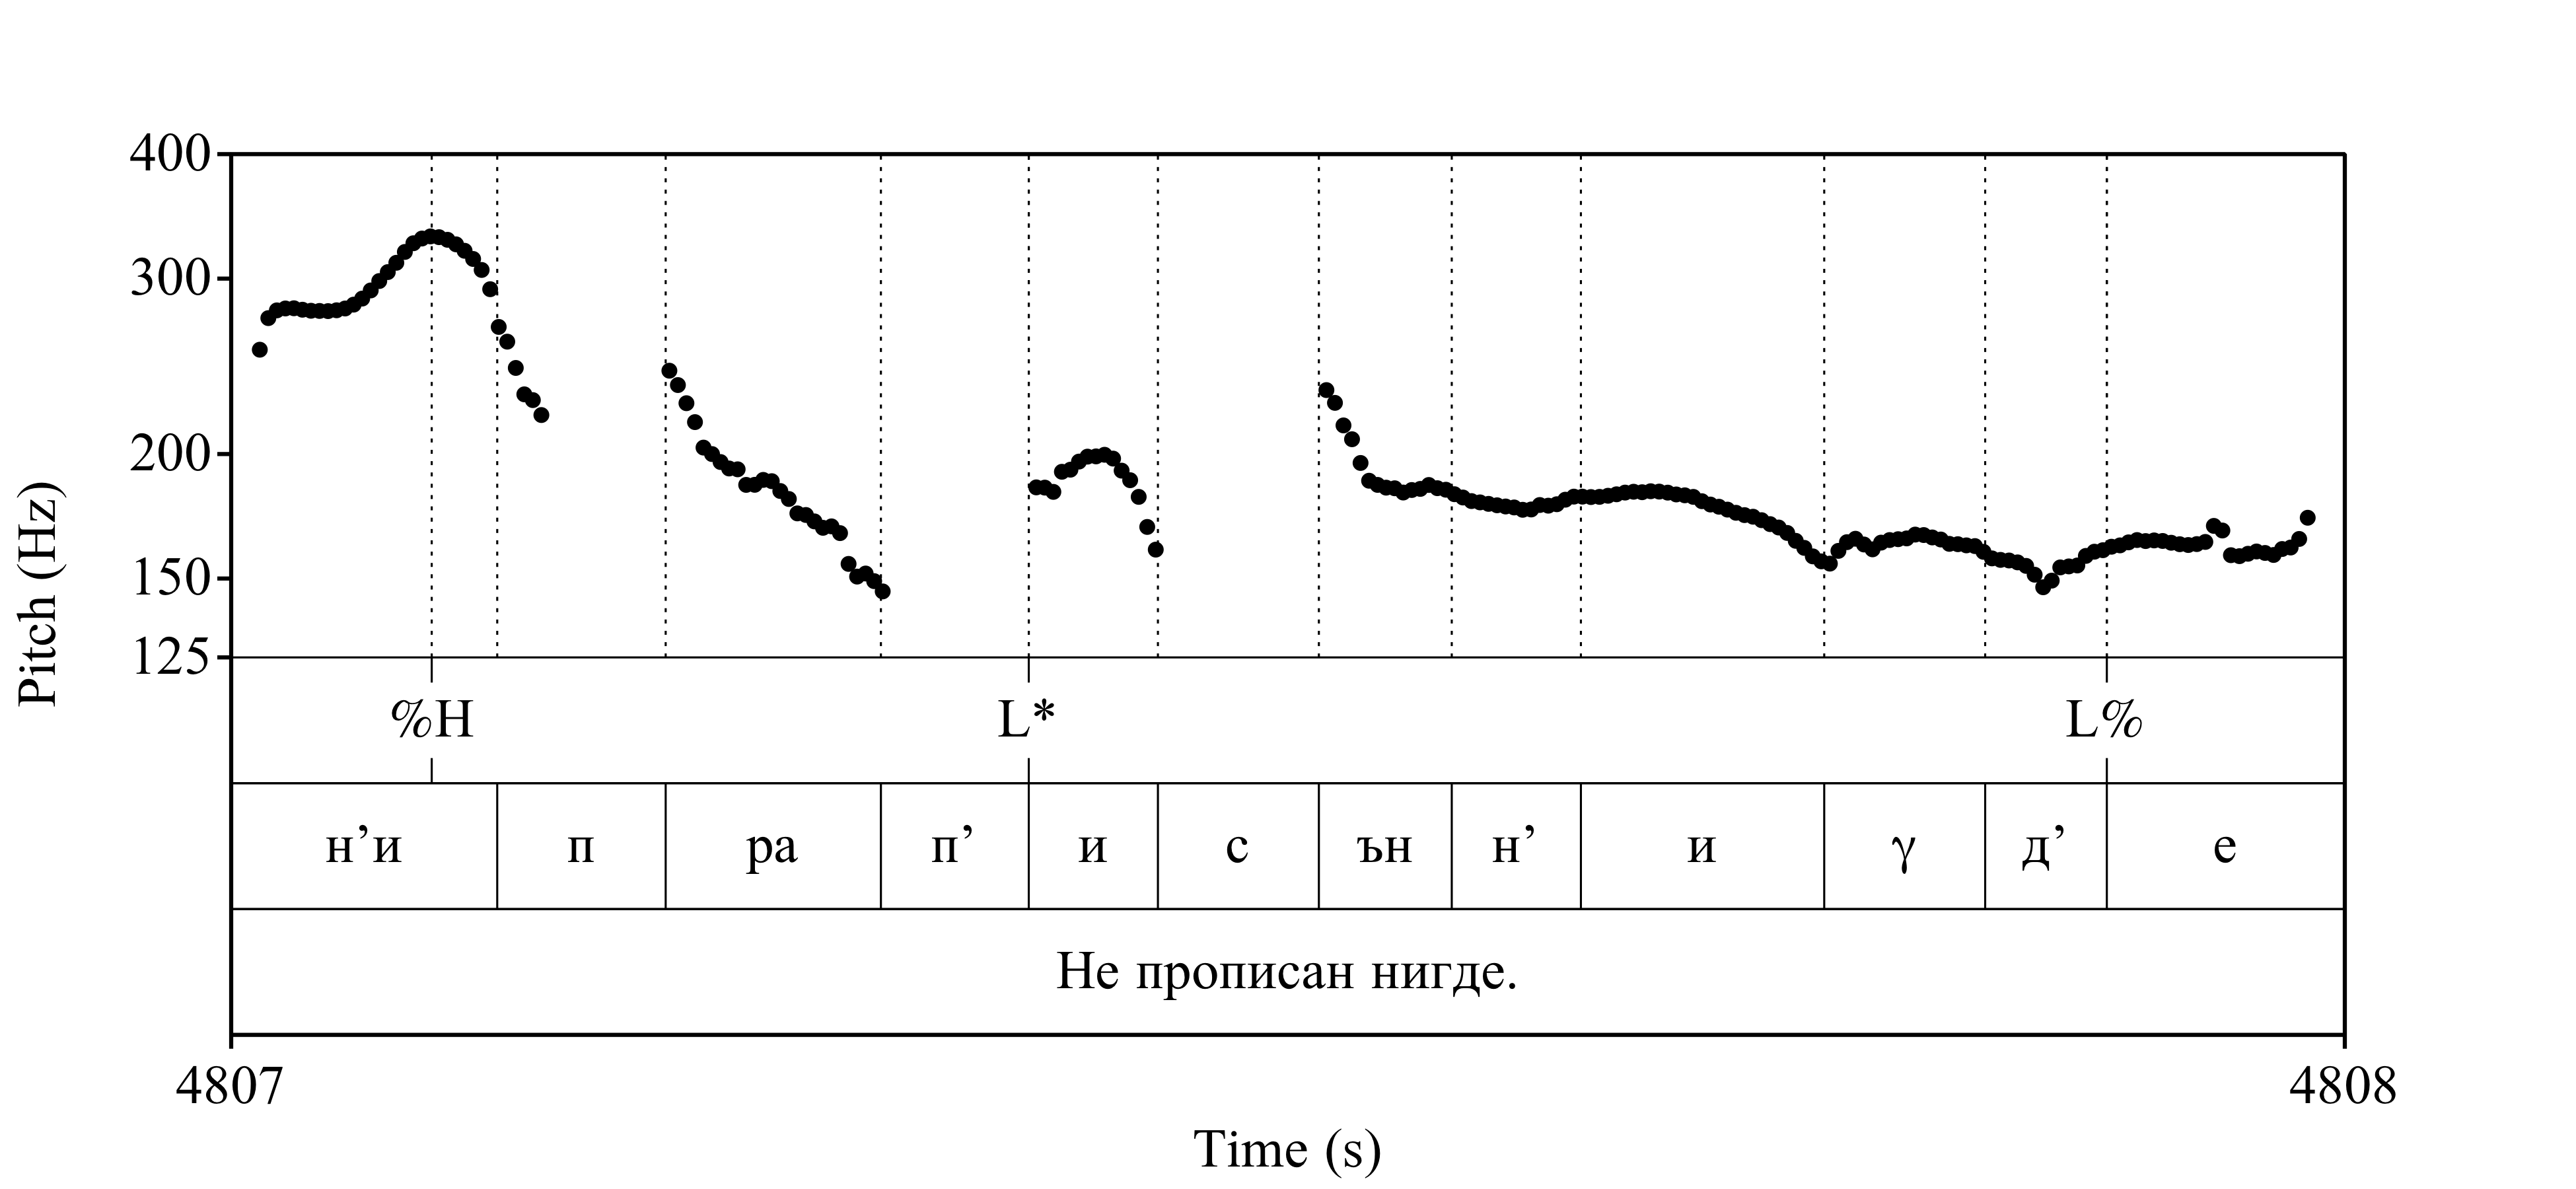 400
300
200
150
125
Pitch (Hz)
%H L* L%
н’и п ра п’ и с ън н’ и γ д’ е
Не прописан нигде.
4807 4808
Time (s)